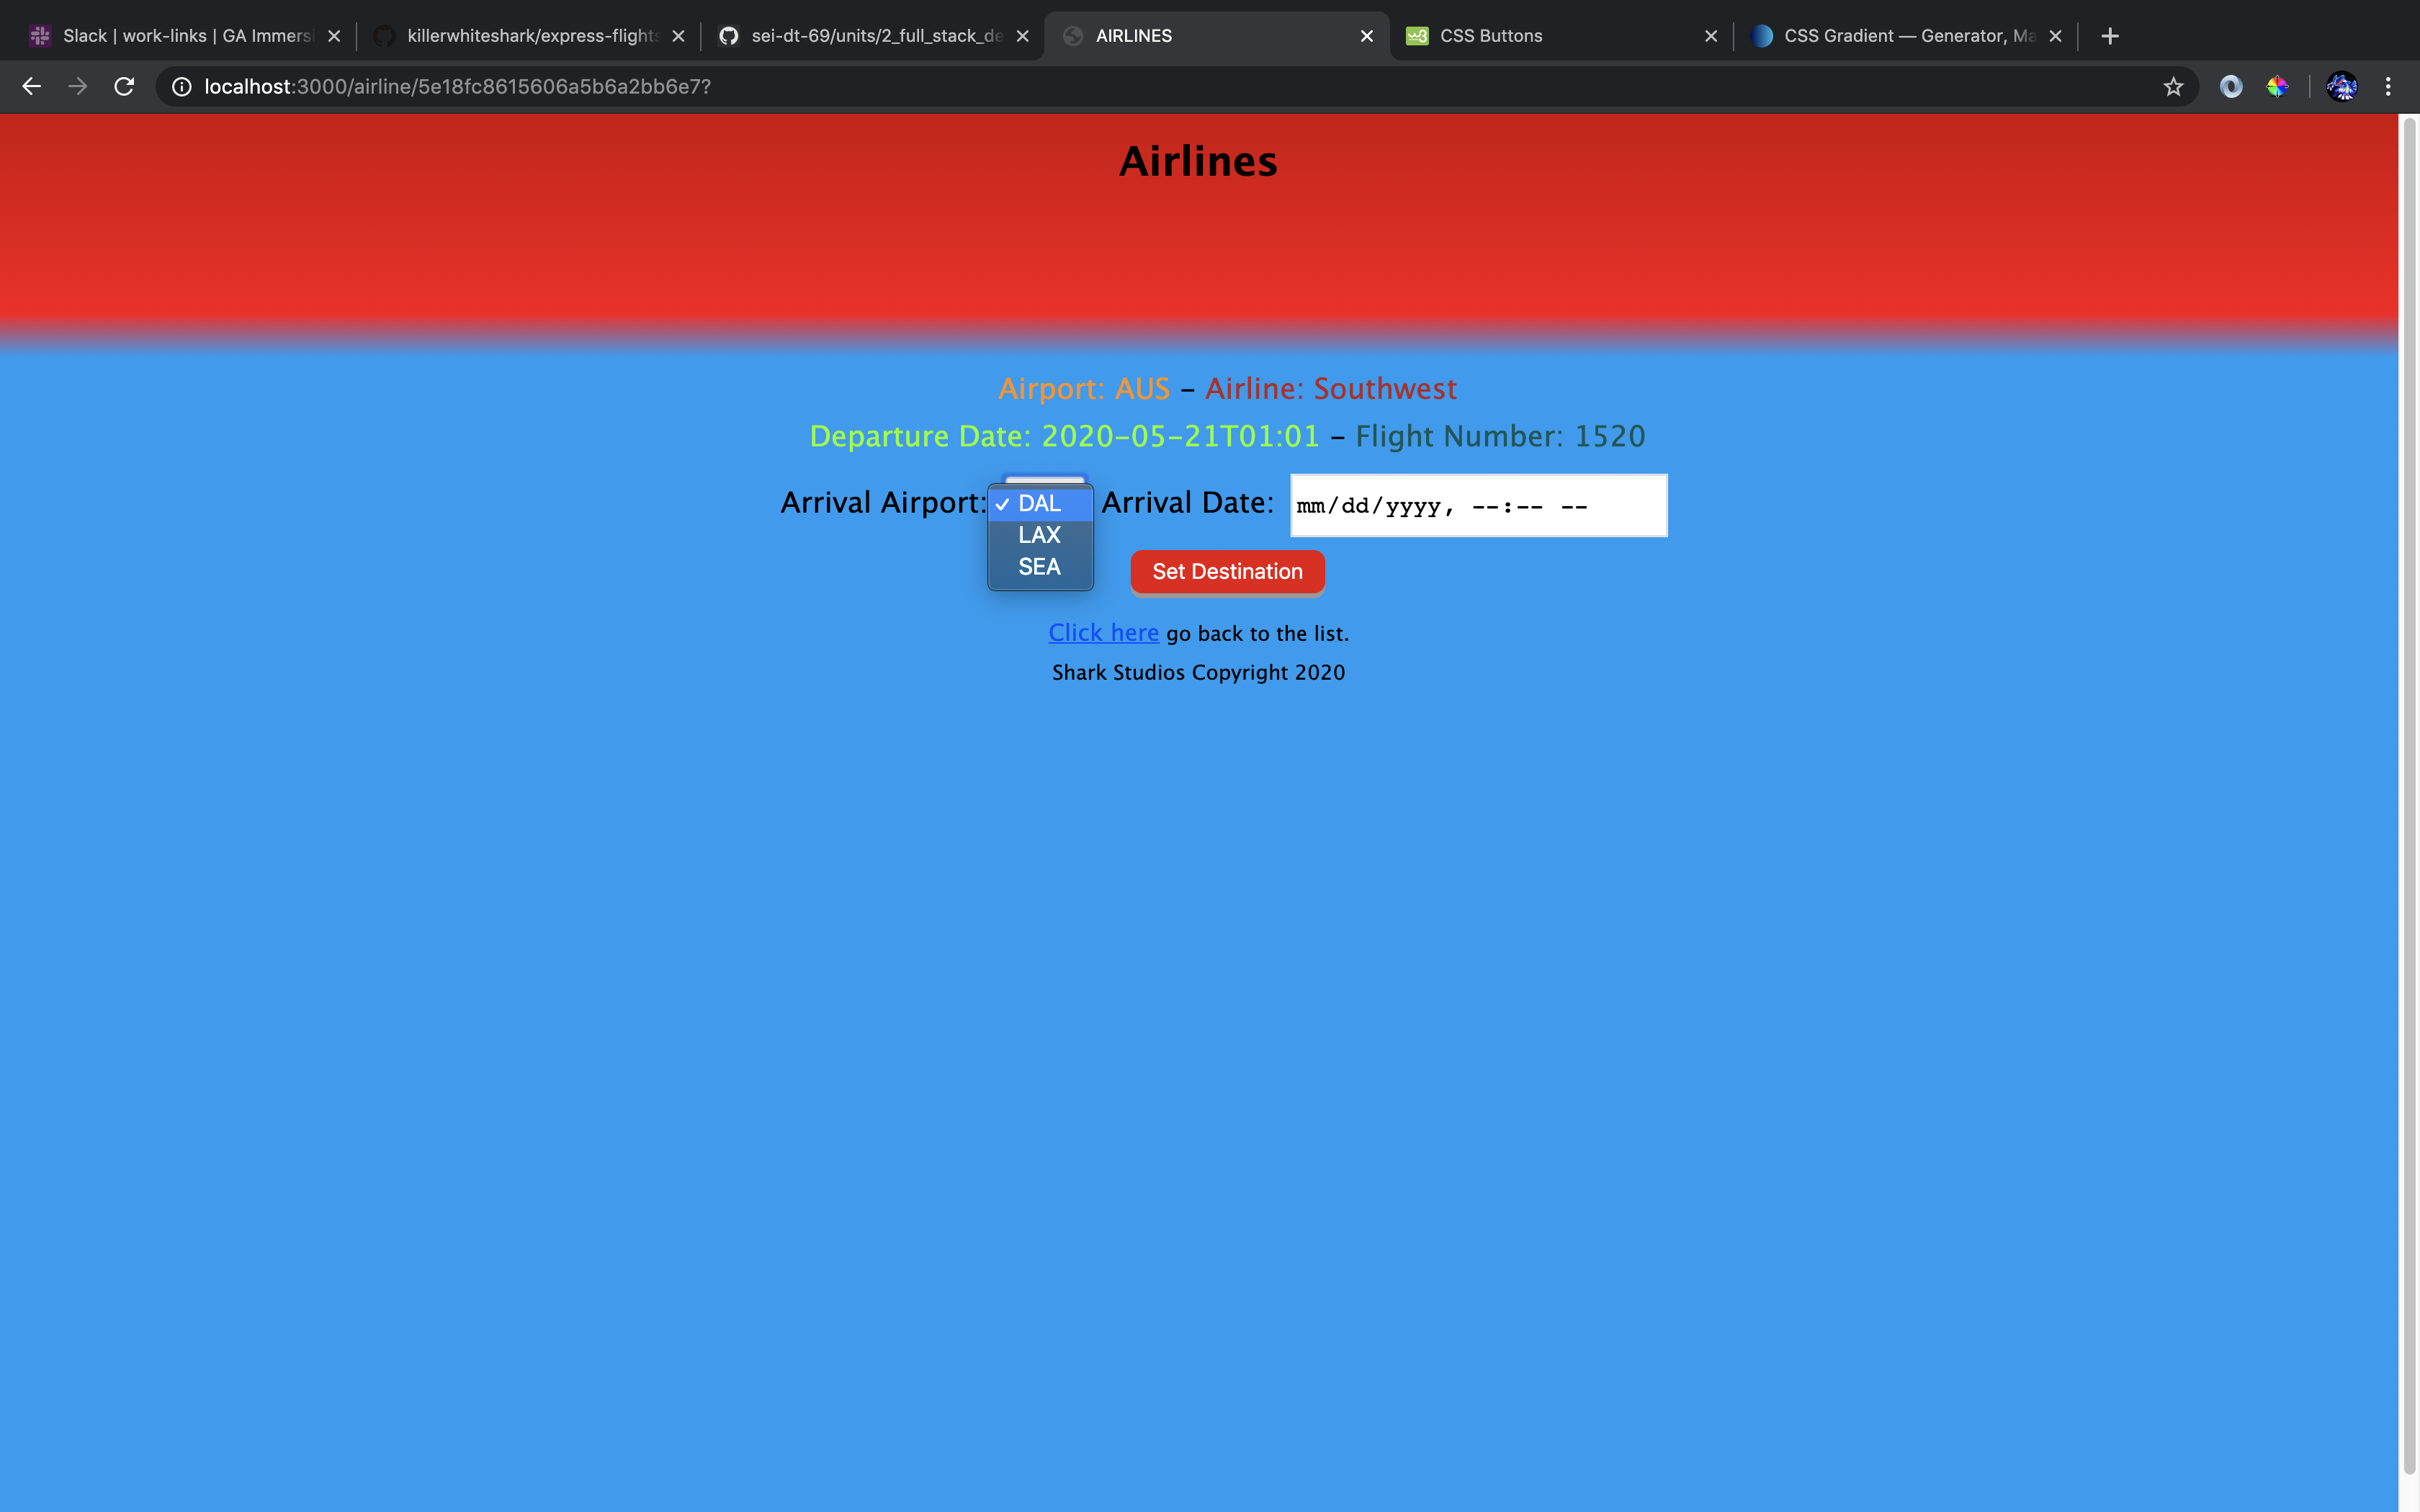 Slack | work-links | GA Immersi
killerwhiteshark/express-flights
sei-dt-69/units/2_full_stack_de
AIRLINES
CSS Buttons
CSS Gradient — Generator, Ma
localhost:3000/airline/5e18fc8615606a5b6a2bb6e7?
Airlines
Airport: AUS – Airline: Southwest
Departure Date: 2020-05-21T01:01 – Flight Number: 1520
Arrival Airport: ✓ DAL Arrival Date: mm/dd/yyyy, --:-- --
LAX
SEA
Set Destination
Click here go back to the list.
Shark Studios Copyright 2020